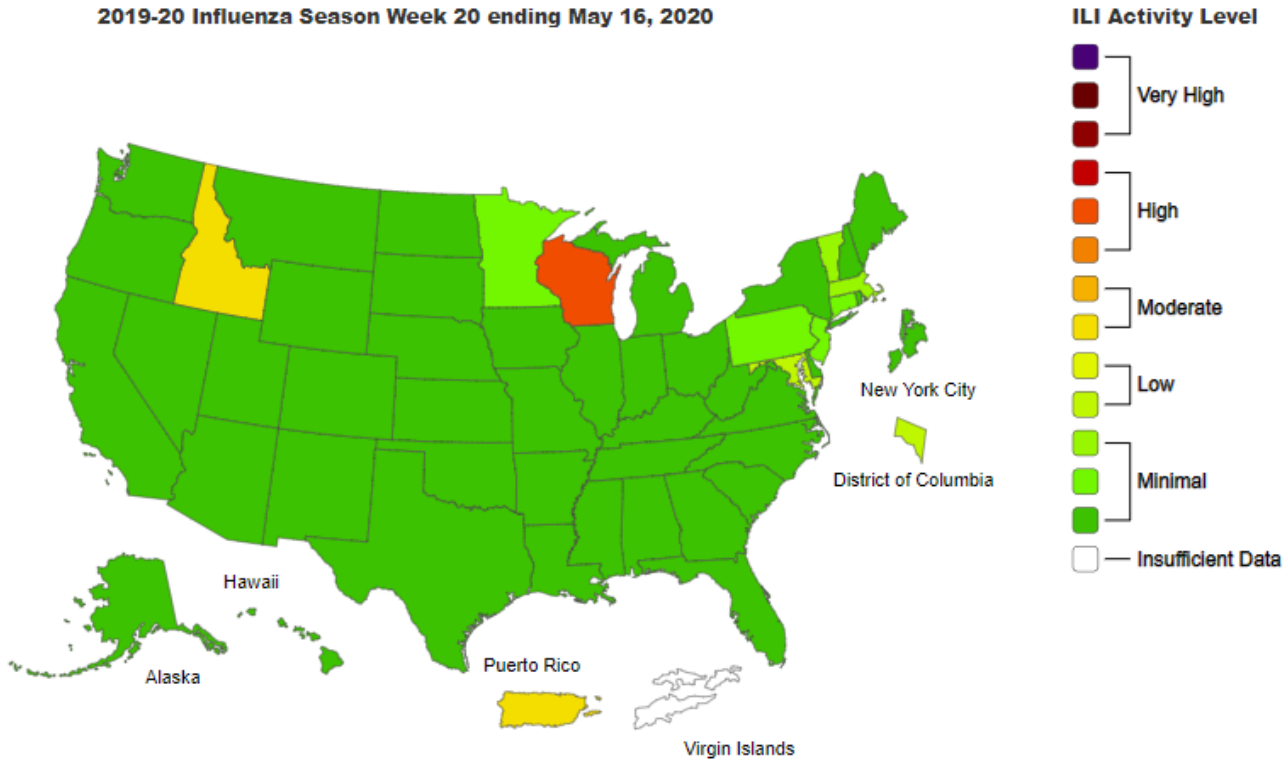 2019-20 Influenza Season Week 20 ending May 16, 2020
ILI Activity Level
Very High
High
Moderate
Low
Minimal
Insufficient Data
New York City
District of Columbia
Hawaii
Alaska
Puerto Rico
Virgin Islands